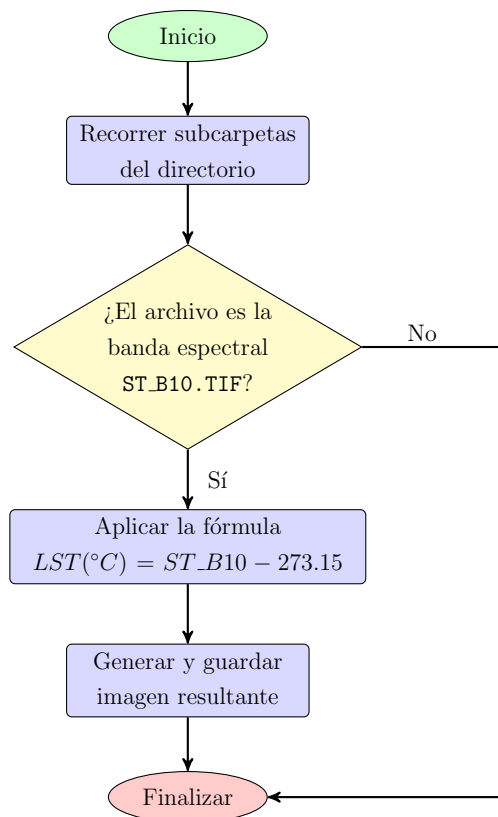 Inicio
Recorrer subcarpetas
del directorio
¿El archivo es la
banda espectral
ST_B10.TIF?
No
Sí
Aplicar la fórmula
LST(°C) = ST_B10 − 273.15
Generar y guardar
imagen resultante
Finalizar